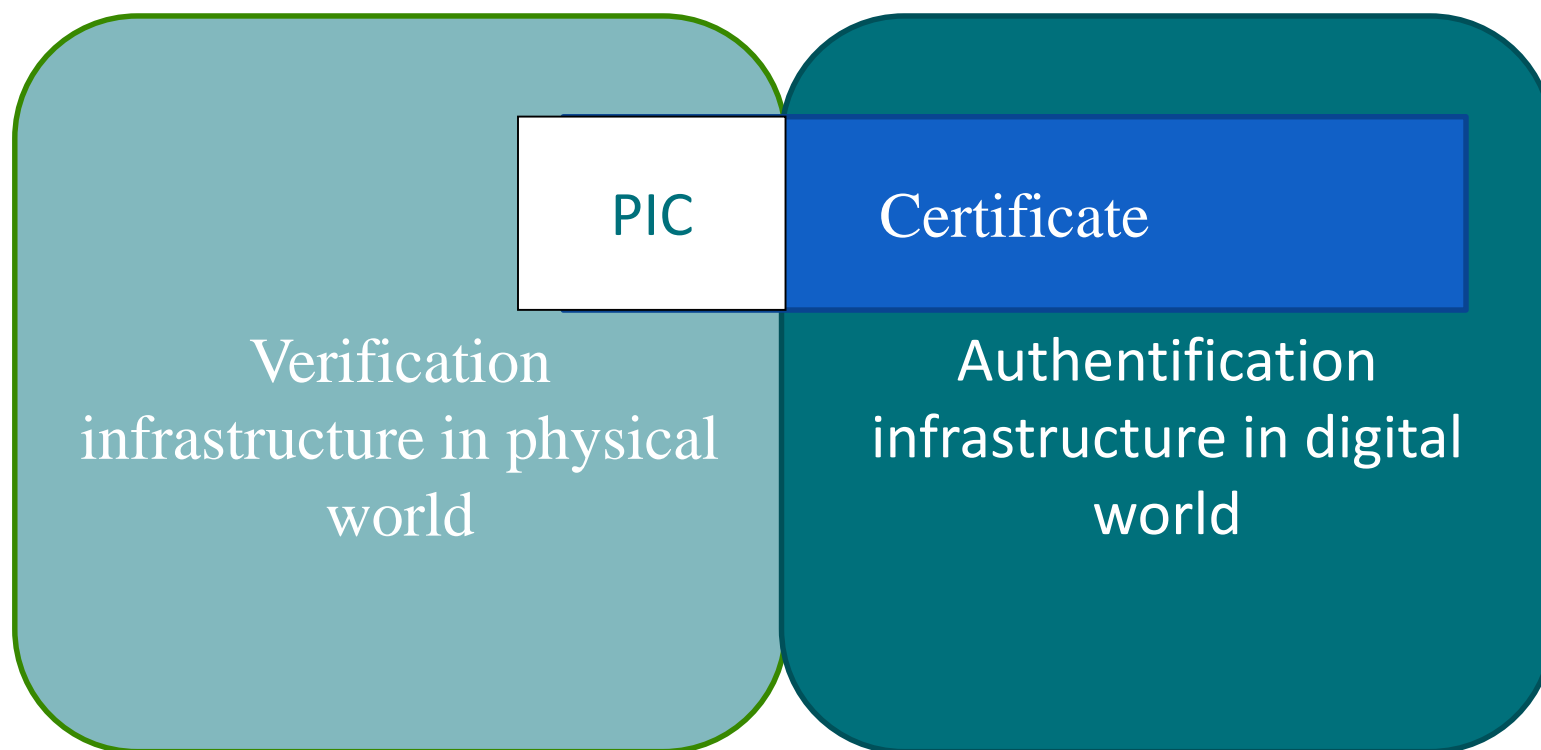 PIC
Certificate
Verification
infrastructure in physical
world
Authentification
infrastructure in digital
world